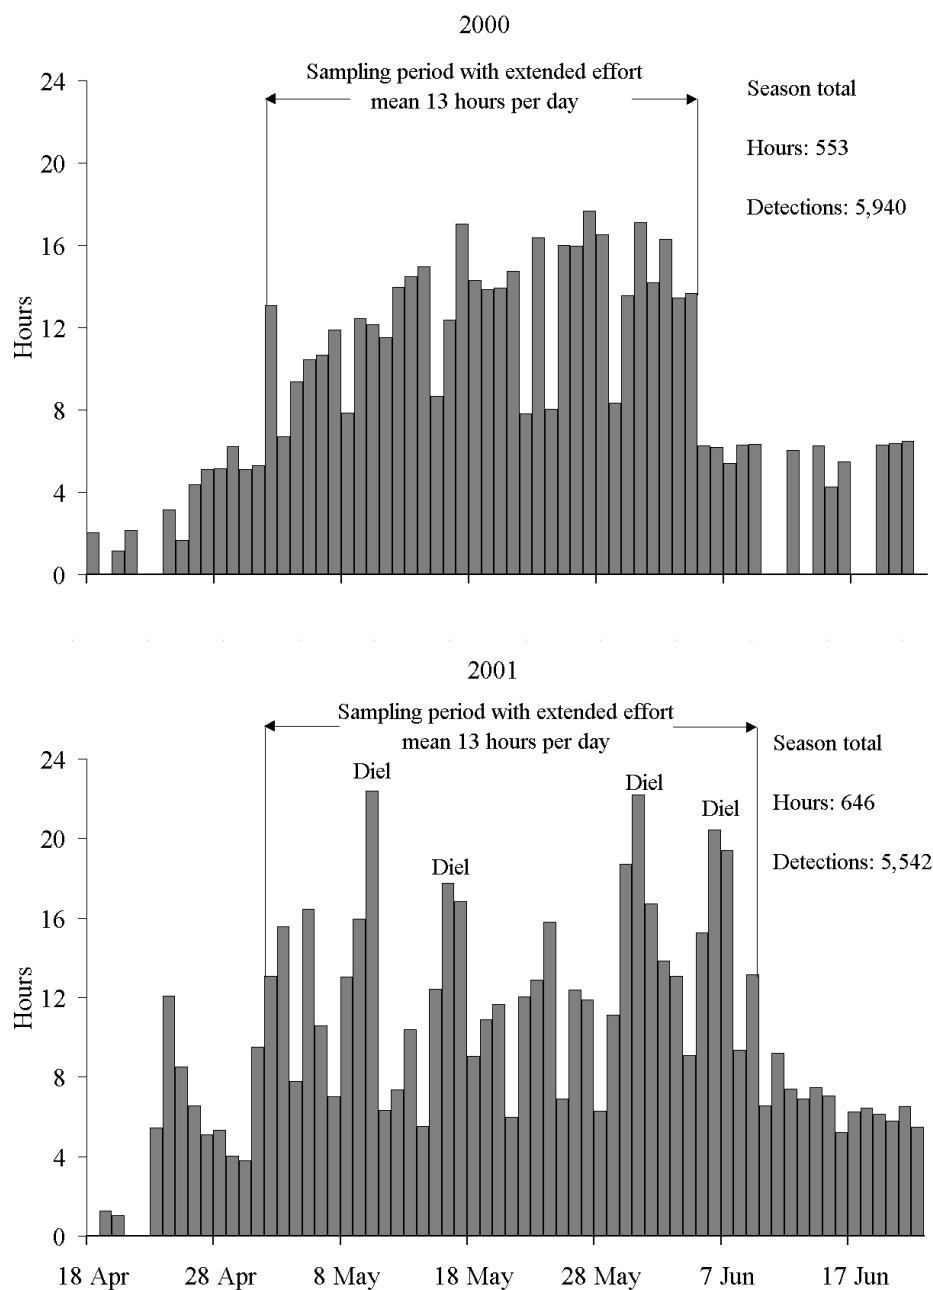 2000
Sampling period with extended effort
mean 13 hours per day
Season total
Hours: 553
Detections: 5,940
24
20
16
12
8
4
0
Hours
2001
Sampling period with extended effort
mean 13 hours per day
Season total
Hours: 646
Detections: 5,542
Diel
Diel
Diel
Diel
24
20
16
12
8
4
0
Hours
18 Apr
28 Apr
8 May
18 May
28 May
7 Jun
17 Jun